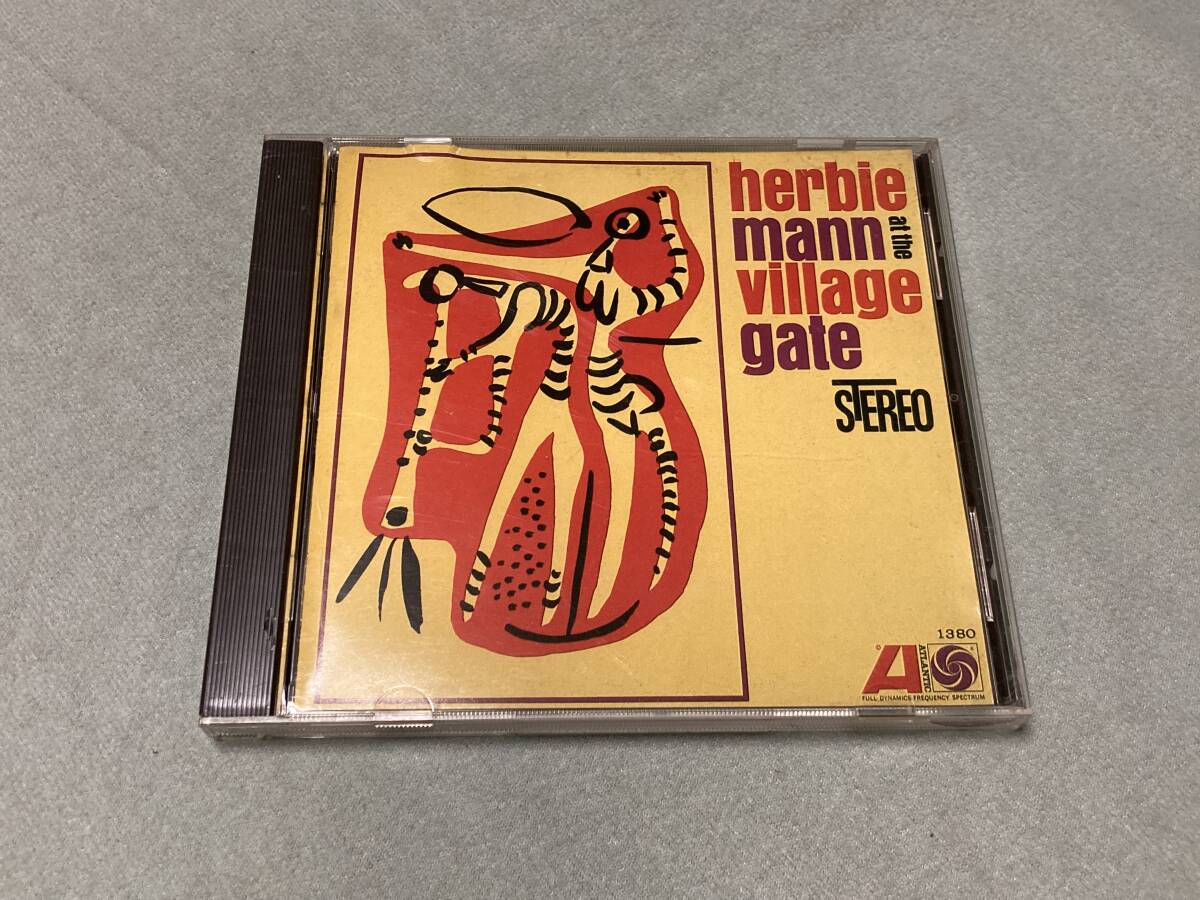 herbie
mann
at the
village
gate
STEREO
1380
A
ATLANTIC
FULL DYNAMICS-FREQUENCY SPECTRUM